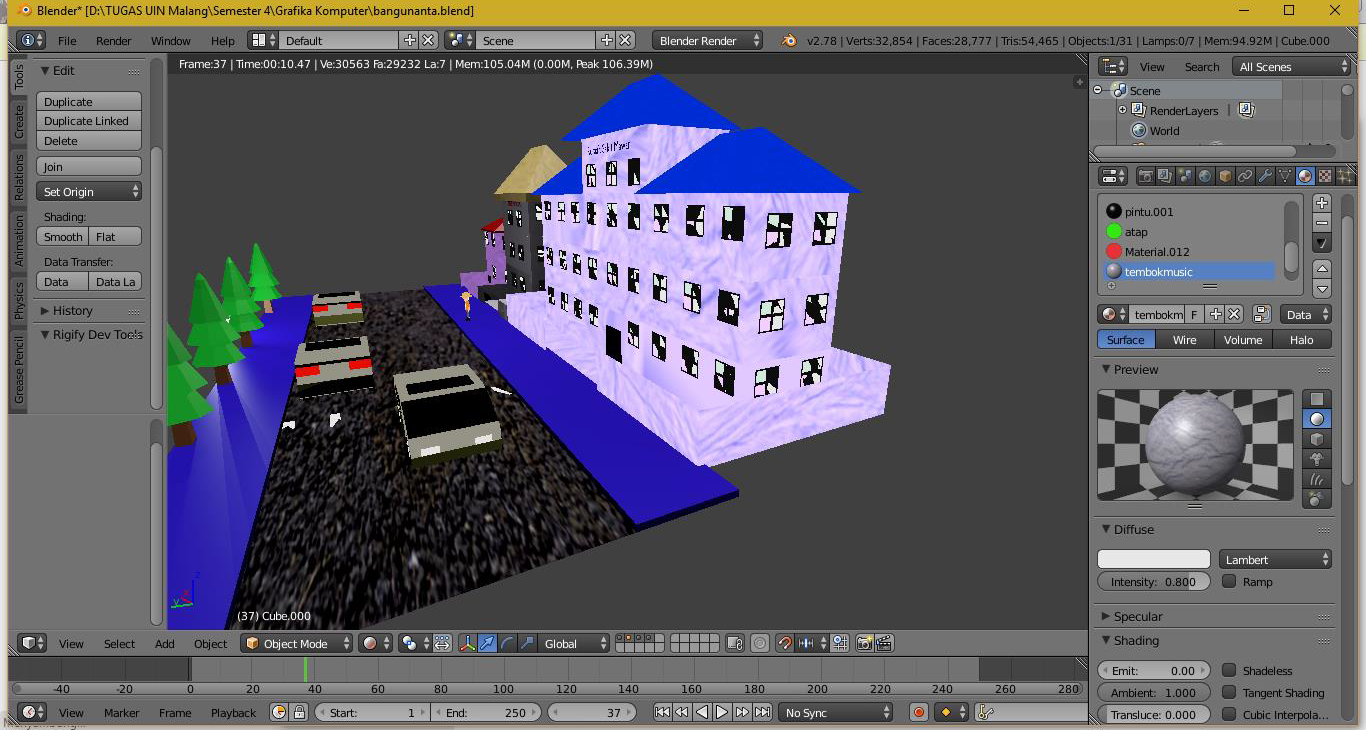 Blender* [D:\TUGAS UIN Malang\Semester 4\Grafika Komputer\bangunanta.blend]
File Render Window Help Default Scene Blender Render v2.78 | Verts:32,854 | Faces:28,777 | Tris:54,465 | Objects:1/31 | Lamps:0/7 | Mem:94.92M | Cube.000
Frame:37 | Time:00:10.47 | Ve:30563 Fa:29232 La:7 | Mem:105.04M (0.00M, Peak 106.39M)
Tools
Create
Relations
Animation
Physics
Grease Pencil
Edit
Duplicate
Duplicate Linked
Delete
Join
Set Origin
Shading:
Smooth Flat
Data Transfer:
Data Data La
History
Rigify Dev Tools
(37) Cube.000
View Select Add Object Object Mode Global
-40 -20 0 20 40 60 80 100 120 140 160 180 200 220 240 260 280
View Marker Frame Playback Start: 1 End: 250 37 No Sync
View Search All Scenes
Scene
RenderLayers
World
pintu.001
atap
Material.012
tembokmusic
tembokm F Data
Surface Wire Volume Halo
Preview
Diffuse
Lambert
Intensity: 0.800 Ramp
Specular
Shading
Emit: 0.00 Shadeless
Ambient: 1.000 Tangent Shading
Transluce: 0.000 Cubic Interpola...